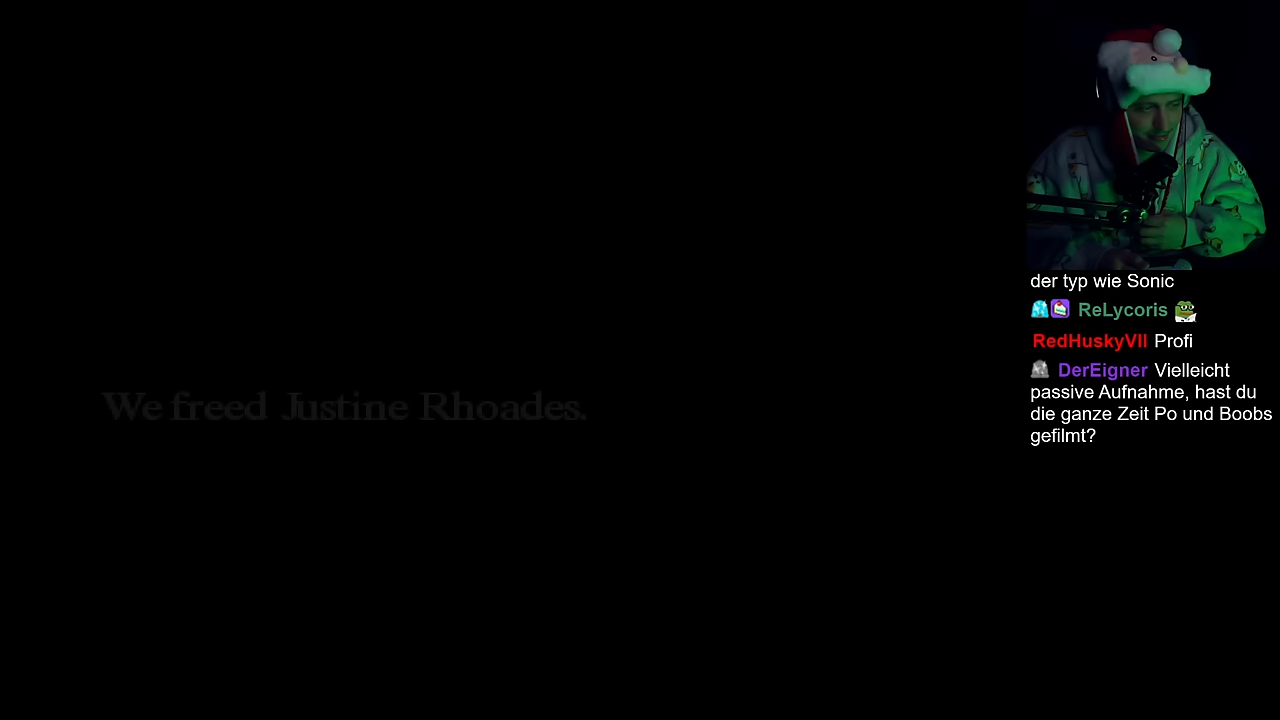 We freed Justine Rhoades.
der typ wie Sonic
ReLycoris
RedHuskyVII Profi
DerEigner Vielleicht
passive Aufnahme, hast du
die ganze Zeit Po und Boobs
gefilmt?